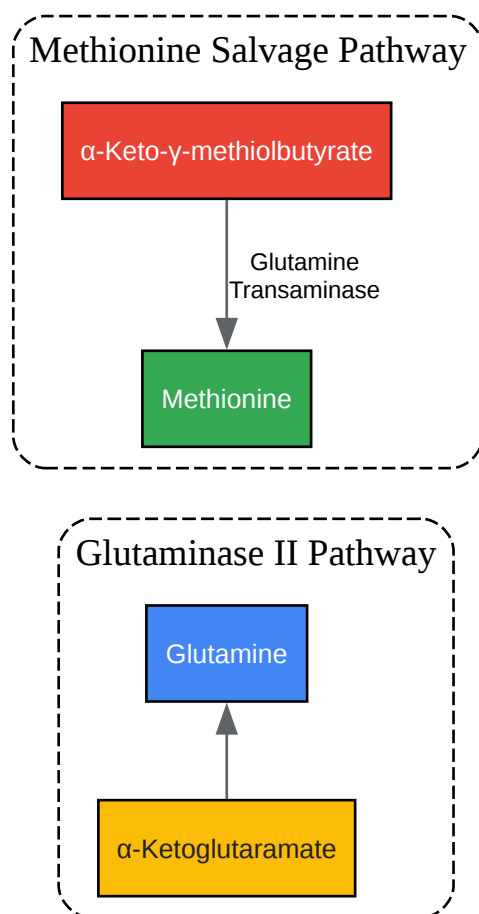 Methionine Salvage Pathway
α-Keto-γ-methiolbutyrate
Glutamine
Transaminase
Methionine
Glutaminase II Pathway
Glutamine
α-Ketoglutaramate